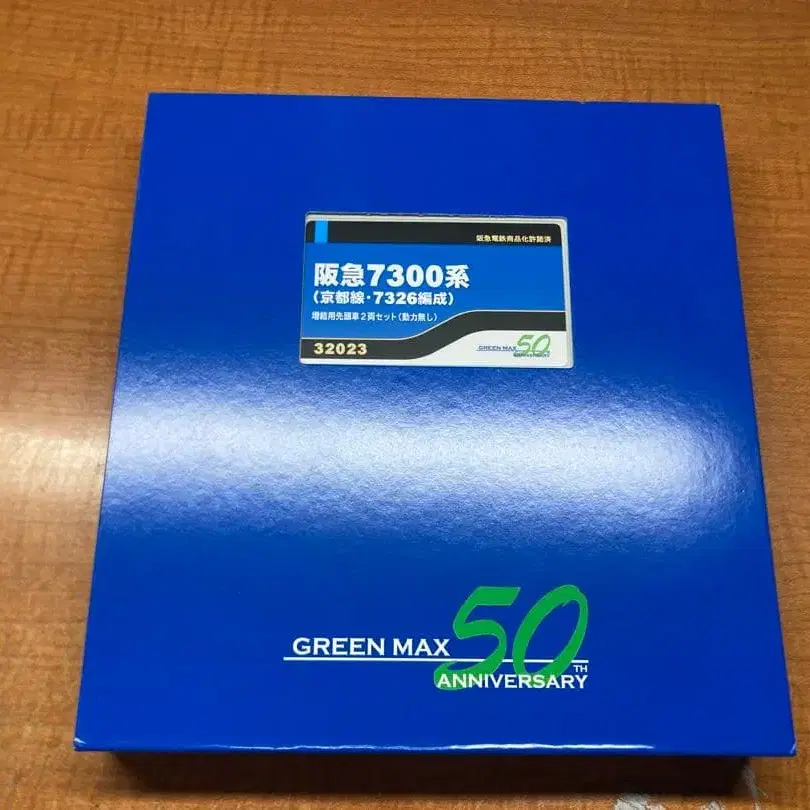 阪急電鉄商品化許諾済
阪急7300系
(京都線・7326編成)
増結用先頭車2両セット(動力無し)
32023
GREEN MAX 50
ANNIVERSARY
GREEN MAX 50TH
ANNIVERSARY